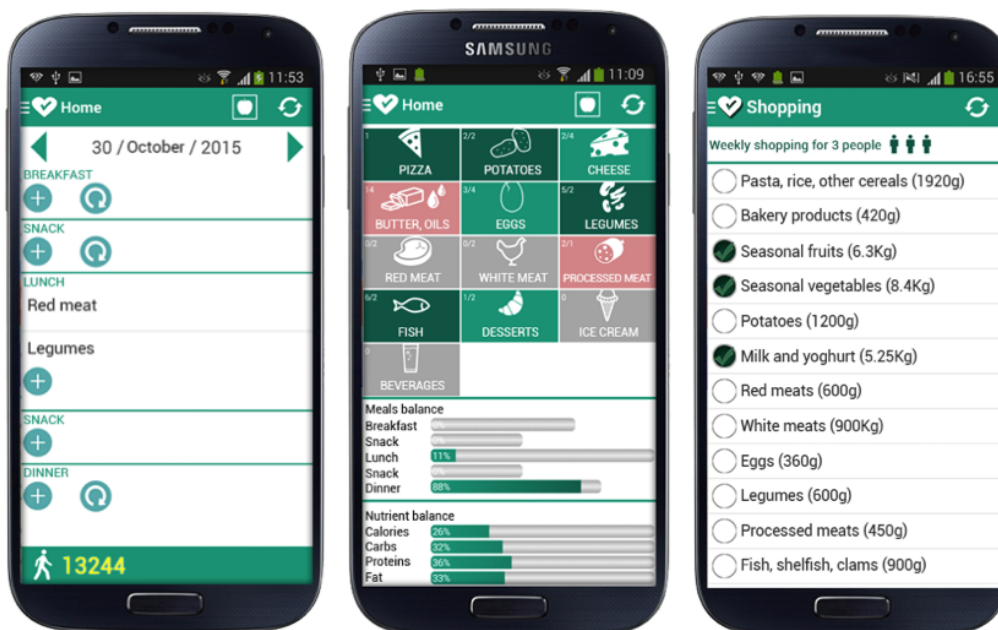 11:53
Home
30 / October / 2015
BREAKFAST
SNACK
LUNCH
Red meat
Legumes
SNACK
DINNER
13244
SAMSUNG
11:09
Home
1
2/2
2/4
PIZZA
POTATOES
CHEESE
14
3/4
5/2
BUTTER, OILS
EGGS
LEGUMES
0/2
0/2
2/1
RED MEAT
WHITE MEAT
PROCESSED MEAT
6/2
1/2
0
FISH
DESSERTS
ICE CREAM
0
BEVERAGES
Meals balance
Breakfast 0%
Snack 0%
Lunch 11%
Snack 0%
Dinner 88%
Nutrient balance
Calories 26%
Carbs 32%
Proteins 36%
Fat 33%
16:55
Shopping
Weekly shopping for 3 people
Pasta, rice, other cereals (1920g)
Bakery products (420g)
Seasonal fruits (6.3Kg)
Seasonal vegetables (8.4Kg)
Potatoes (1200g)
Milk and yoghurt (5.25Kg)
Red meats (600g)
White meats (900Kg)
Eggs (360g)
Legumes (600g)
Processed meats (450g)
Fish, shelfish, clams (900g)